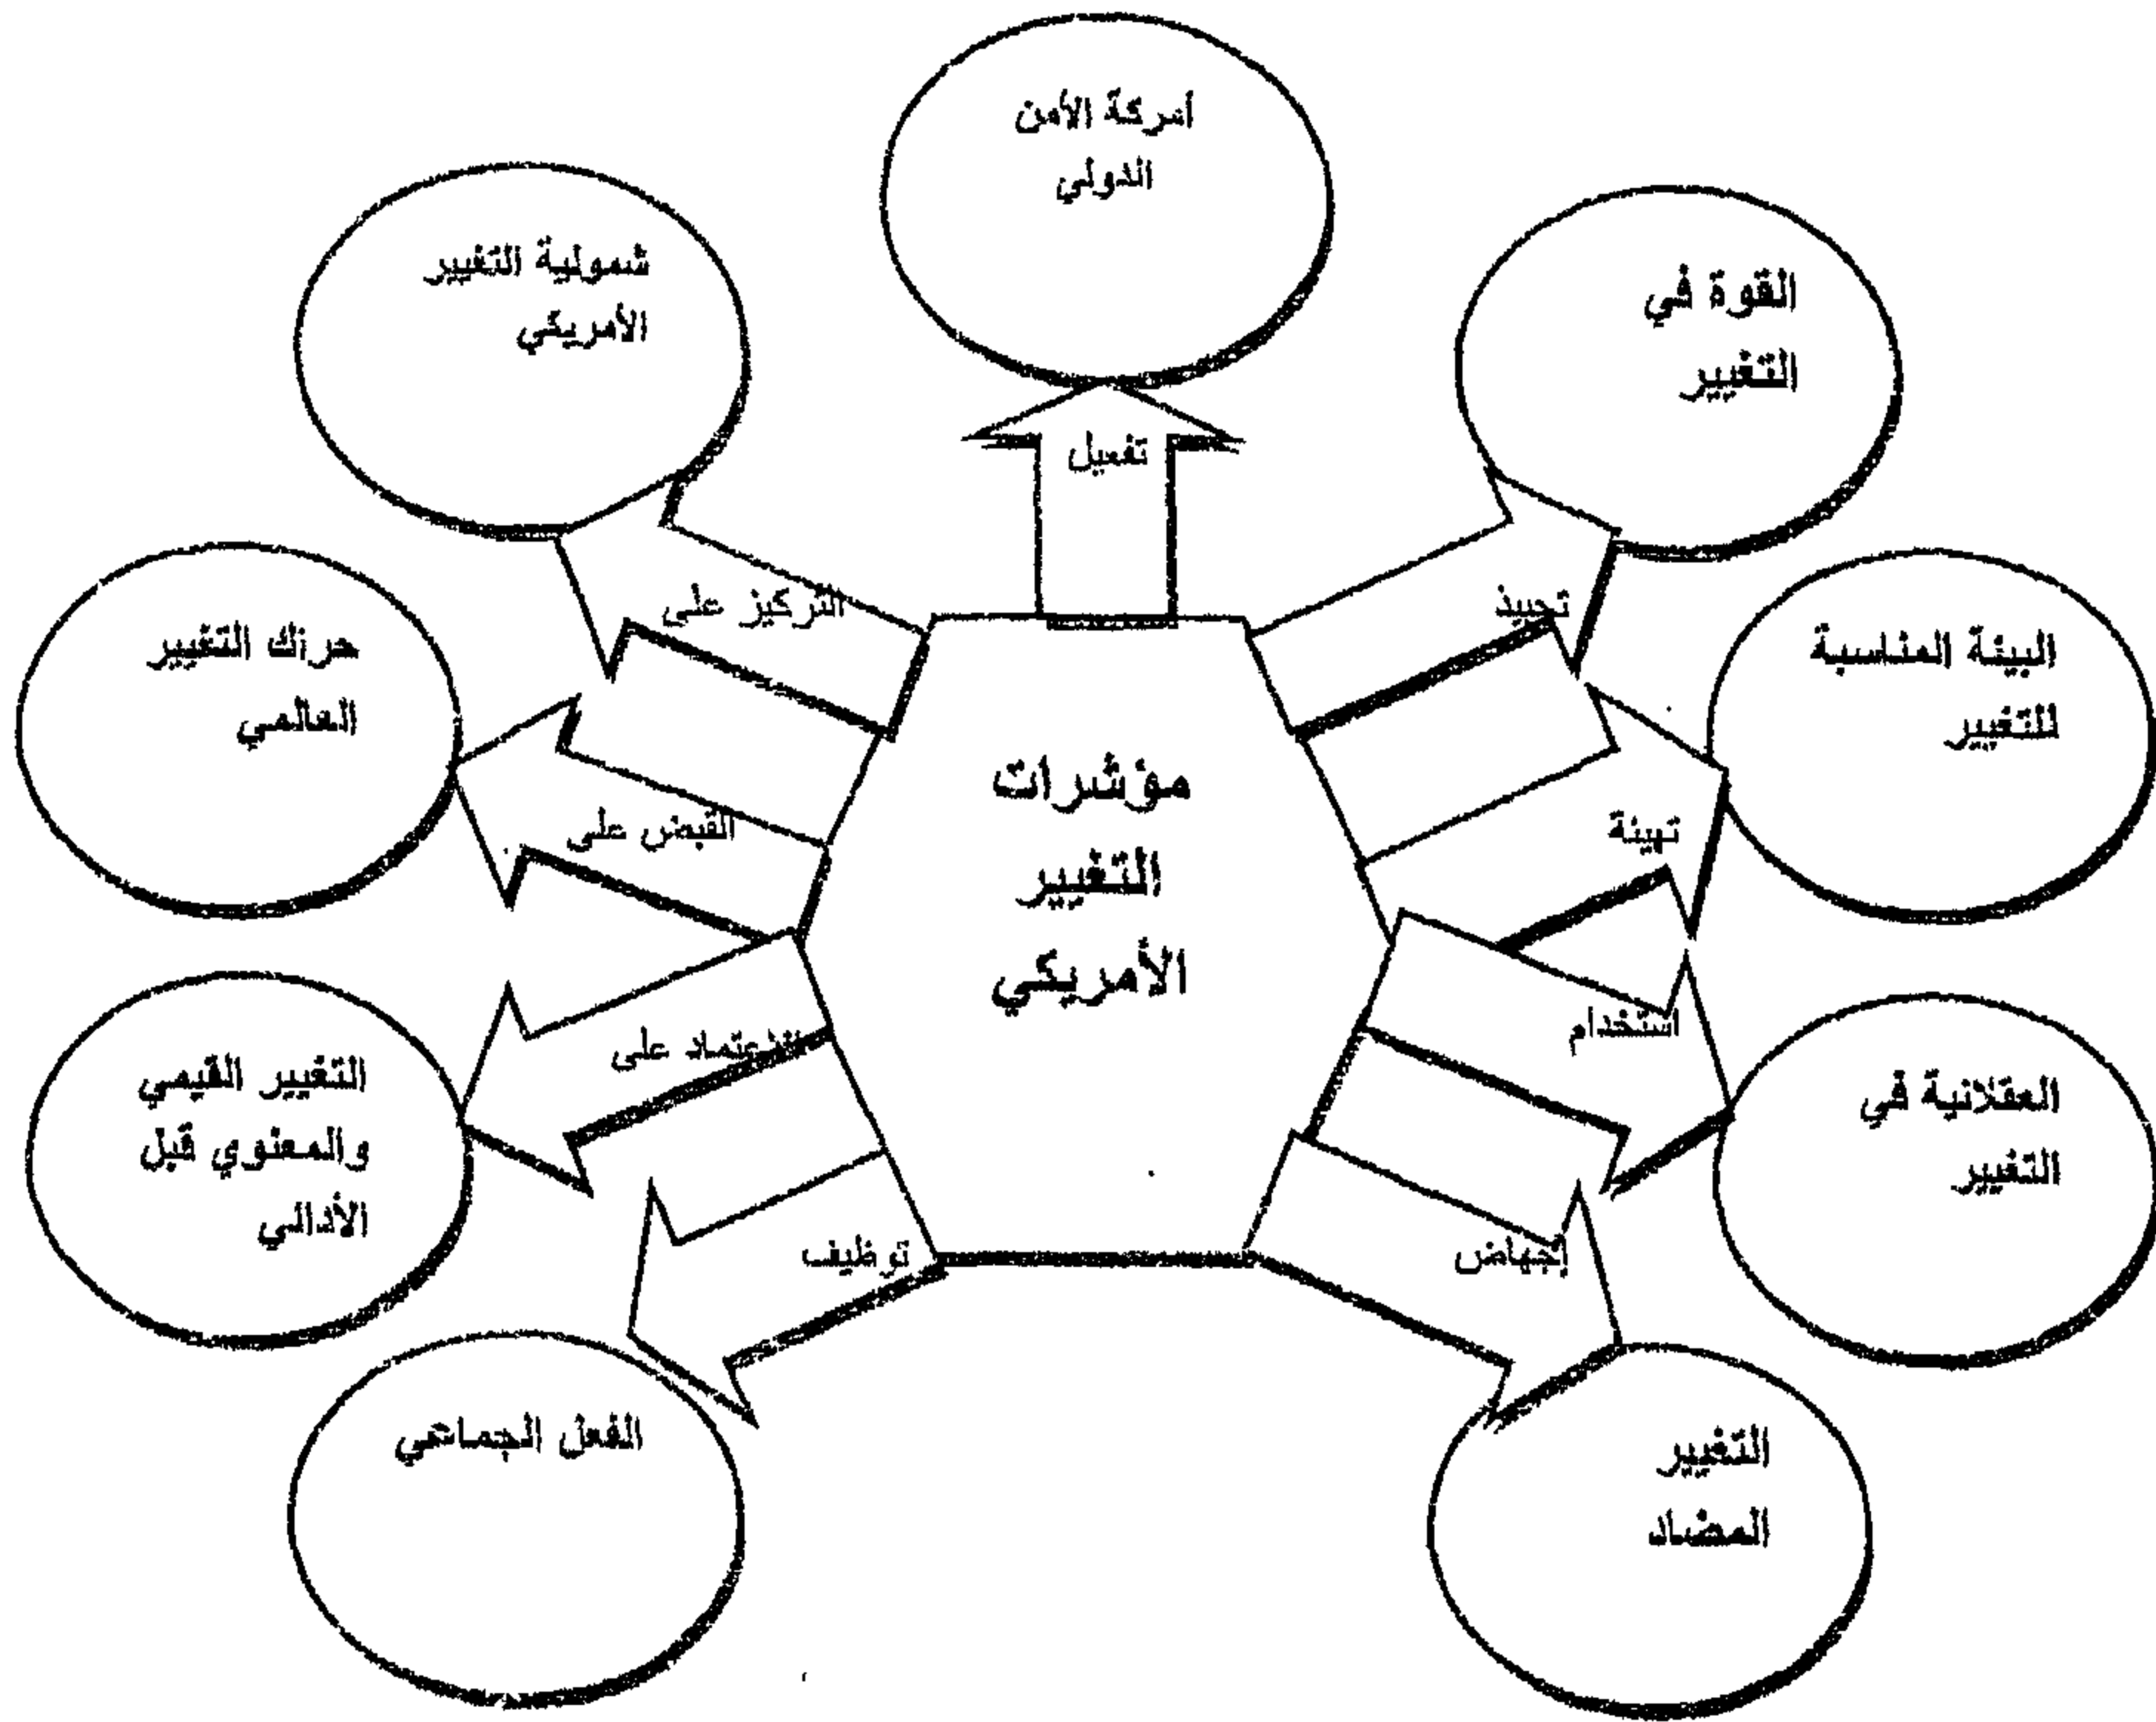 أمركة الأمن
الدولي
تفعيل
القوة في
التغيير
تحبيذ
البيئة المناسبة
للتغيير
تهيئة
العقلانية في
التغيير
استخدام
التغيير
المضاد
إجهاض
مؤشرات
التغيير
الأمريكي
شمولية التغيير
الأمريكي
التركيز على
حراك التغيير
العالمي
القبض على
التغيير القيمي
والمعنوي قبل
الأدائي
الاعتماد على
الفعل الجماعي
توظيف